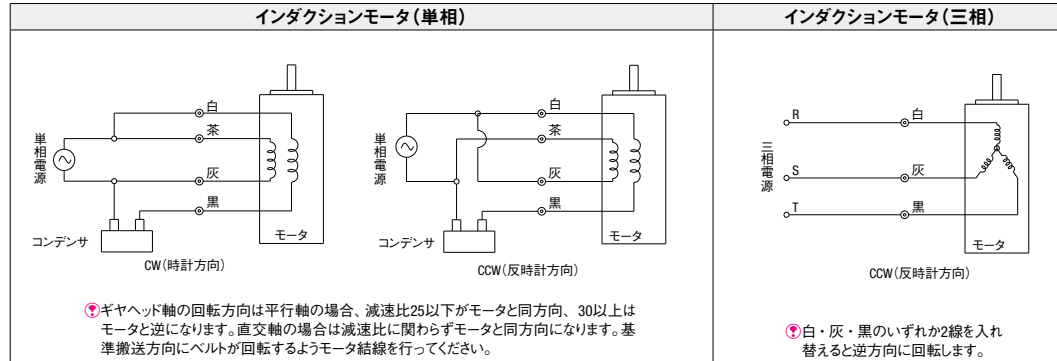 インダクションモータ(単相)
インダクションモータ(三相)
単相電源
白
茶
灰
黒
コンデンサ
モータ
CW(時計方向)
単相電源
白
茶
灰
黒
コンデンサ
モータ
CCW(反時計方向)
ギヤヘッド軸の回転方向は平行軸の場合、減速比25以下がモータと同方向、30以上は
モータと逆になります。直交軸の場合は減速比に関わらずモータと同方向になります。基
準搬送方向にベルトが回転するようモータ結線を行ってください。
三相電源
R
白
S
灰
T
黒
モータ
CCW(反時計方向)
白・灰・黒のいずれか2線を入れ
替えると逆方向に回転します。